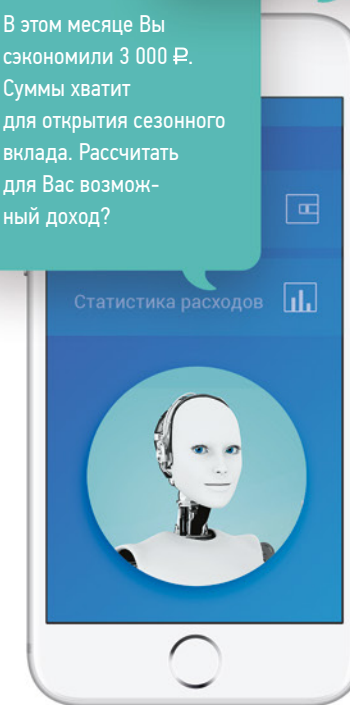 В этом месяце Вы
сэкономили 3 000 ₽.
Суммы хватит
для открытия сезонного
вклада. Рассчитать
для Вас возмож-
ный доход?
Статистика расходов